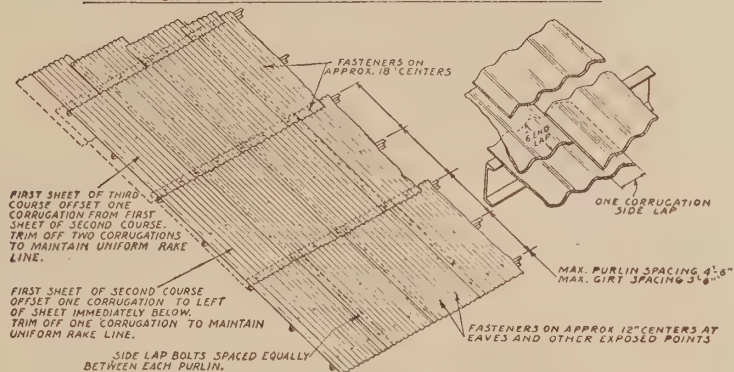 FASTENERS ON
APPROX. 18" CENTERS
6" END
LAP
ONE CORRUGATION
SIDE LAP
FIRST SHEET OF THIRD
COURSE OFFSET ONE
CORRUGATION FROM FIRST
SHEET OF SECOND COURSE.
TRIM OFF TWO CORRUGATIONS
TO MAINTAIN UNIFORM RAKE
LINE.
MAX. PURLIN SPACING 4'-6"
MAX. GIRT SPACING 5'-6"
FIRST SHEET OF SECOND COURSE
OFFSET ONE CORRUGATION TO LEFT
OF SHEET IMMEDIATELY BELOW.
TRIM OFF ONE CORRUGATION TO MAINTAIN
UNIFORM RAKE LINE.
FASTENERS ON APPROX 12" CENTERS AT
EAVES AND OTHER EXPOSED POINTS
SIDE LAP BOLTS SPACED EQUALLY
BETWEEN EACH PURLIN.